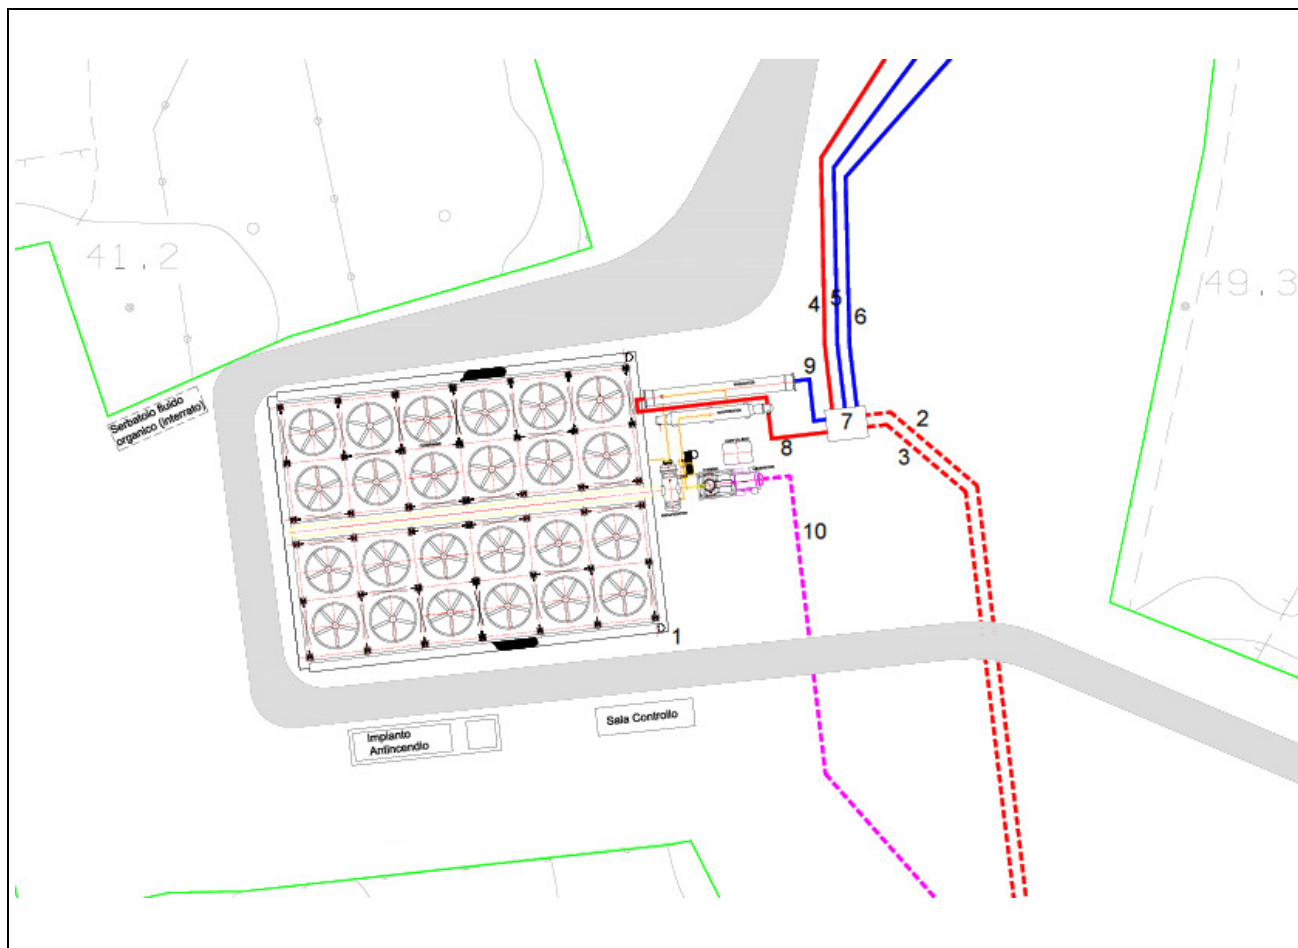 41.2
49.3
4
5
6
9
Serbatoio fluido
organico (interrato)
7
2
3
8
10
1
Sala Controllo
Impianto
Antincendio